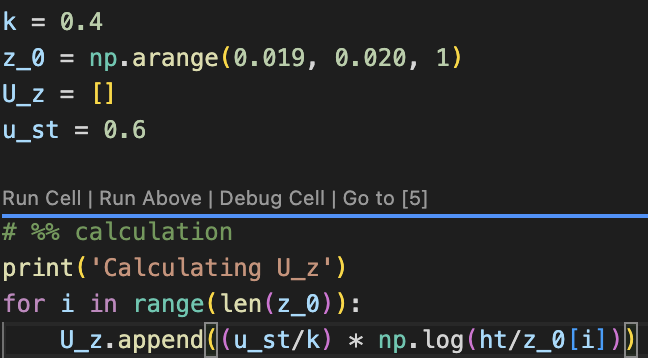 k = 0.4
z_0 = np.arange(0.019, 0.020, 1)
U_z = []
u_st = 0.6
Run Cell | Run Above | Debug Cell | Go to [5]
# %% calculation
print('Calculating U_z')
for i in range(len(z_0)):
    U_z.append((u_st/k) * np.log(ht/z_0[i]))